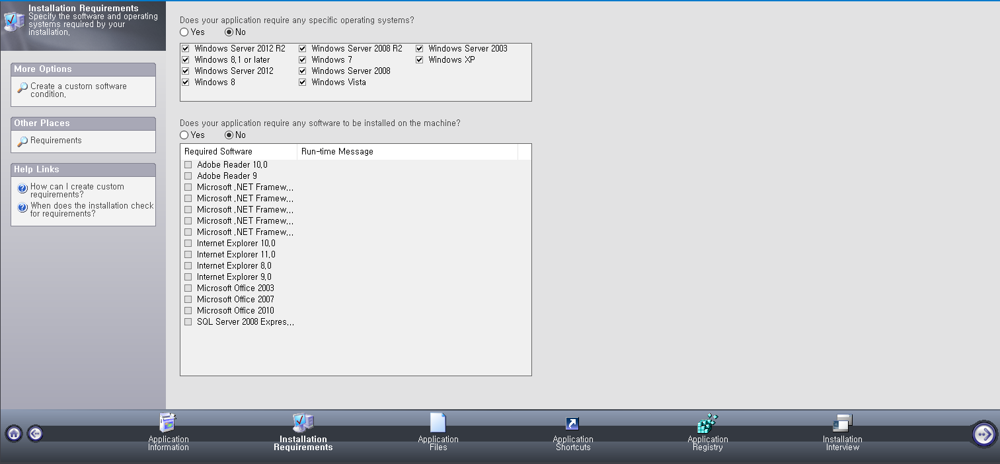 Installation Requirements
Specify the software and operating
systems required by your
installation.
More Options
Create a custom software
condition.
Other Places
Requirements
Help Links
How can I create custom
requirements?
When does the installation check
for requirements?
Does your application require any specific operating systems?
Yes No
Windows Server 2012 R2 Windows Server 2008 R2 Windows Server 2003
Windows 8.1 or later Windows 7 Windows XP
Windows Server 2012 Windows Server 2008
Windows 8 Windows Vista
Does your application require any software to be installed on the machine?
Yes No
Required Software Run-time Message
Adobe Reader 10.0
Adobe Reader 9
Microsoft .NET Framew...
Microsoft .NET Framew...
Microsoft .NET Framew...
Microsoft .NET Framew...
Microsoft .NET Framew...
Internet Explorer 10.0
Internet Explorer 11.0
Internet Explorer 8.0
Internet Explorer 9.0
Microsoft Office 2003
Microsoft Office 2007
Microsoft Office 2010
SQL Server 2008 Expres...
Application
Information
Installation
Requirements
Application
Files
Application
Shortcuts
Application
Registry
Installation
Interview